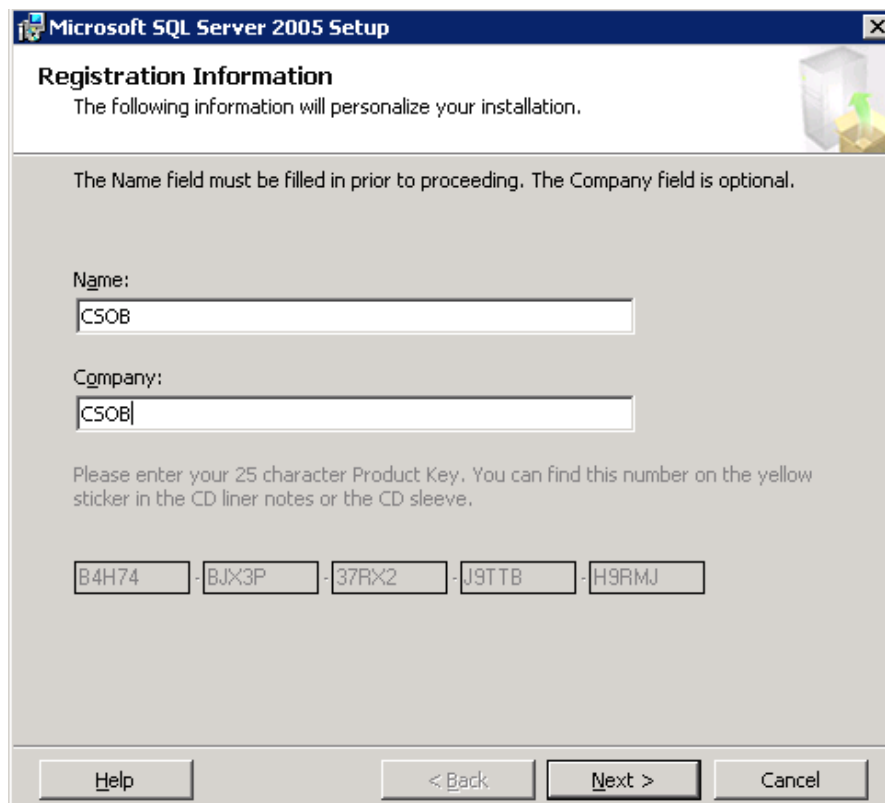 Microsoft SQL Server 2005 Setup
Registration Information
The following information will personalize your installation.
The Name field must be filled in prior to proceeding. The Company field is optional.
Name:
CSOB
Company:
CSOB
Please enter your 25 character Product Key. You can find this number on the yellow
sticker in the CD liner notes or the CD sleeve.
B4H74 - BJX3P - 37RX2 - J9TTB - H9RMJ
Help < Back Next > Cancel